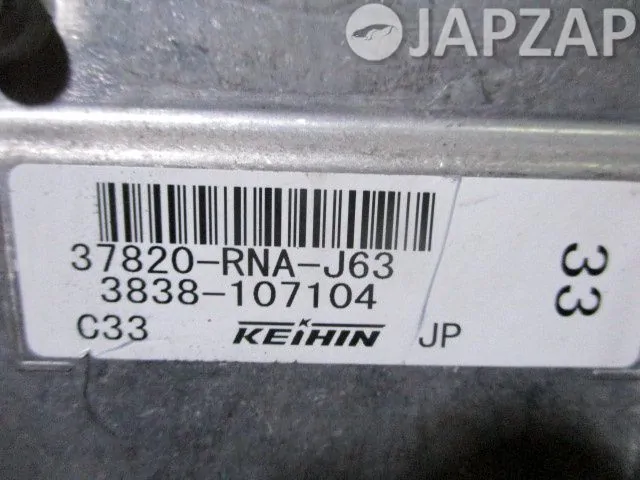 JAPZAP
37820-RNA-J63
3838-107104
C33 KEIHIN JP
33